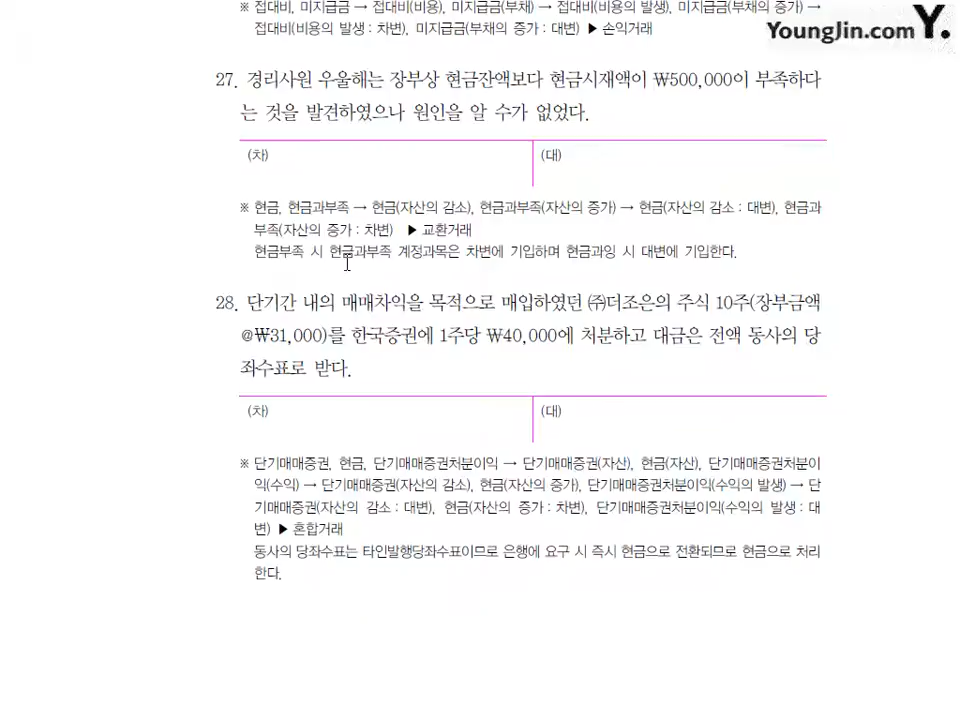 ※ 접대비, 미지급금 → 접대비(비용), 미지급금(부채) → 접대비(비용의 발생), 미지급금(부채의 증가) →
접대비(비용의 발생 : 차변), 미지급금(부채의 증가 : 대변) ▶ 손익거래
YoungJin.com Y.
27. 경리사원 우울해는 장부상 현금잔액보다 현금시재액이 ₩500,000이 부족하다
는 것을 발견하였으나 원인을 알 수가 없었다.
(차) (대)
※ 현금, 현금과부족 → 현금(자산의 감소), 현금과부족(자산의 증가) → 현금(자산의 감소 : 대변), 현금과
부족(자산의 증가 : 차변) ▶ 교환거래
현금부족 시 현금과부족 계정과목은 차변에 기입하며 현금과잉 시 대변에 기입한다.
28. 단기간 내의 매매차익을 목적으로 매입하였던 ㈜더조은의 주식 10주(장부금액
@₩31,000)를 한국증권에 1주당 ₩40,000에 처분하고 대금은 전액 동사의 당
좌수표로 받다.
(차) (대)
※ 단기매매증권, 현금, 단기매매증권처분이익 → 단기매매증권(자산), 현금(자산), 단기매매증권처분이
익(수익) → 단기매매증권(자산의 감소), 현금(자산의 증가), 단기매매증권처분이익(수익의 발생) → 단
기매매증권(자산의 감소 : 대변), 현금(자산의 증가 : 차변), 단기매매증권처분이익(수익의 발생 : 대
변) ▶ 혼합거래
동사의 당좌수표는 타인발행당좌수표이므로 은행에 요구 시 즉시 현금으로 전환되므로 현금으로 처리
한다.